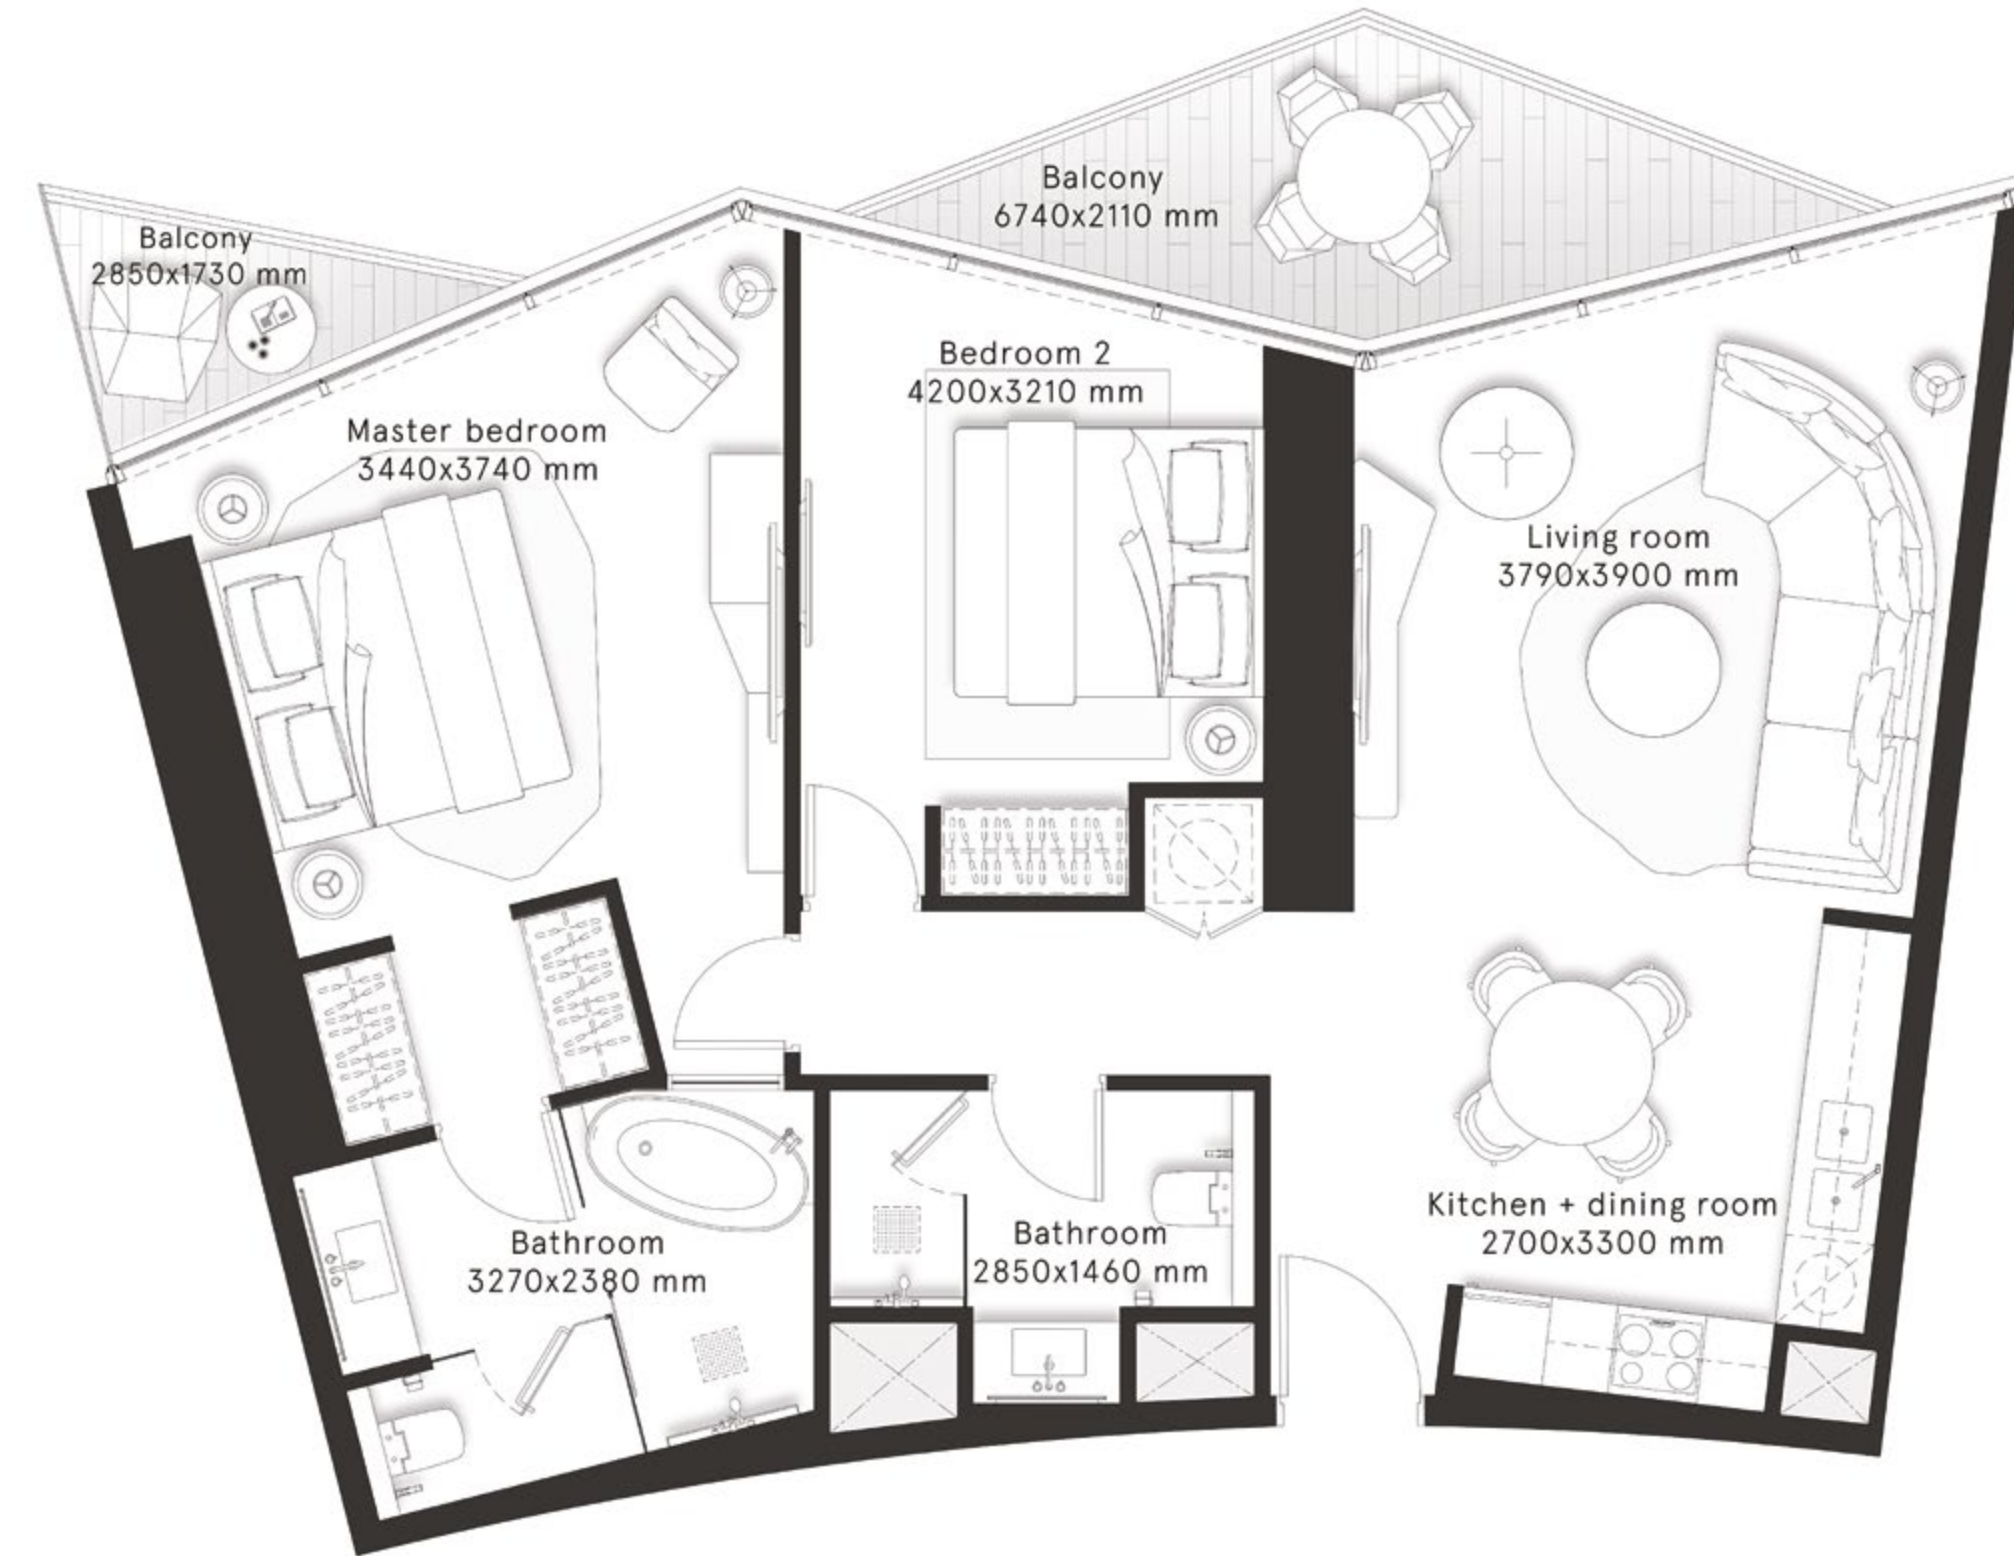 Balcony
6740x2110 mm
Balcony
2850x1730 mm
Bedroom 2
4200x3210 mm
Master bedroom
3440x3740 mm
Living room
3790x3900 mm
Kitchen + dining room
2700x3300 mm
Bathroom
3270x2380 mm
Bathroom
2850x1460 mm